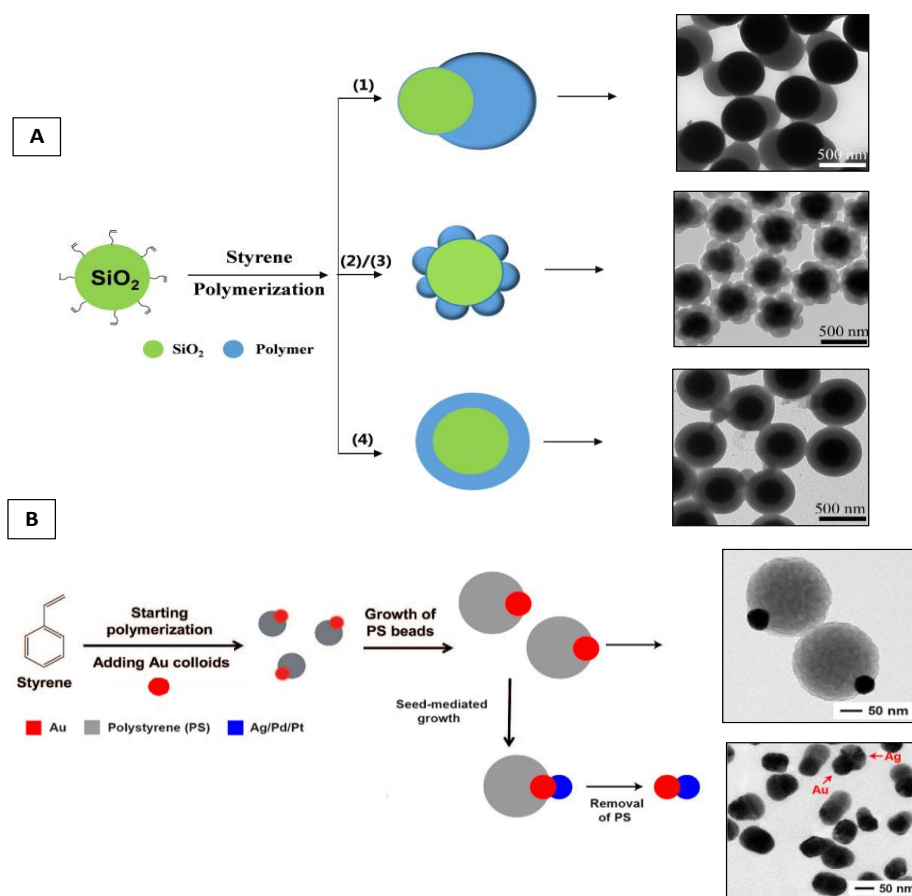 A
(1)
500 nm
SiO₂
Styrene
Polymerization
(2)/(3)
500 nm
SiO₂
Polymer
(4)
500 nm
B
Styrene
Starting
polymerization
Adding Au colloids
Growth of
PS beads
50 nm
Au
Polystyrene (PS)
Ag/Pd/Pt
Seed-mediated
growth
Removal
of PS
Ag
Au
50 nm